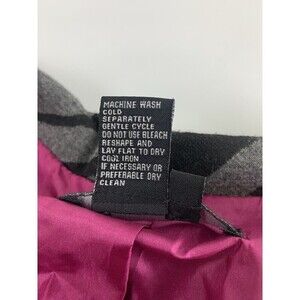 MACHINE WASH
COLD
SEPARATELY
GENTLE CYCLE
DO NOT USE BLEACH
RESHAPE AND
LAY FLAT TO DRY
COOL IRON
IF NECESSARY OR
PREFERABLE DRY
CLEAN